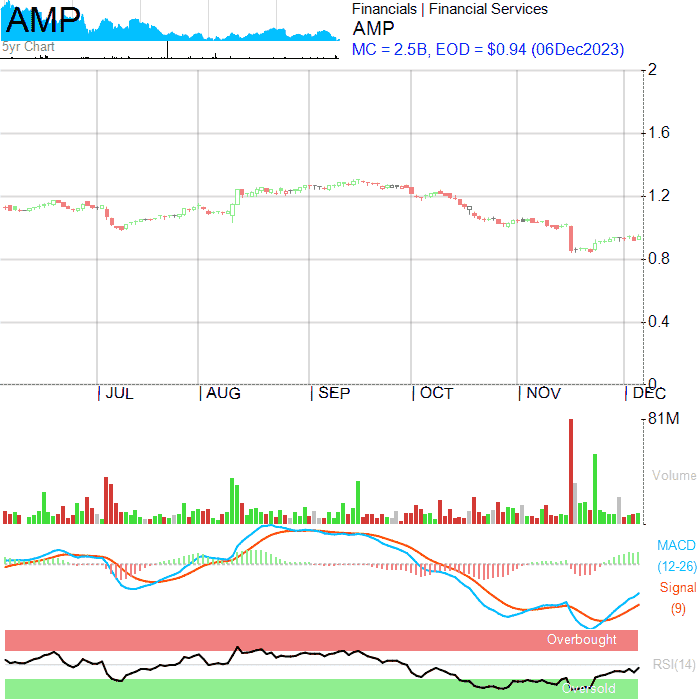 AMP
5yr Chart
Financials | Financial Services
AMP
MC = 2.5B, EOD = $0.94 (06Dec2023)
2
1.6
1.2
0.8
0.4
0
JUL AUG SEP OCT NOV DEC
81M
Volume
MACD
(12-26)
Signal
(9)
Overbought
RSI(14)
Oversold